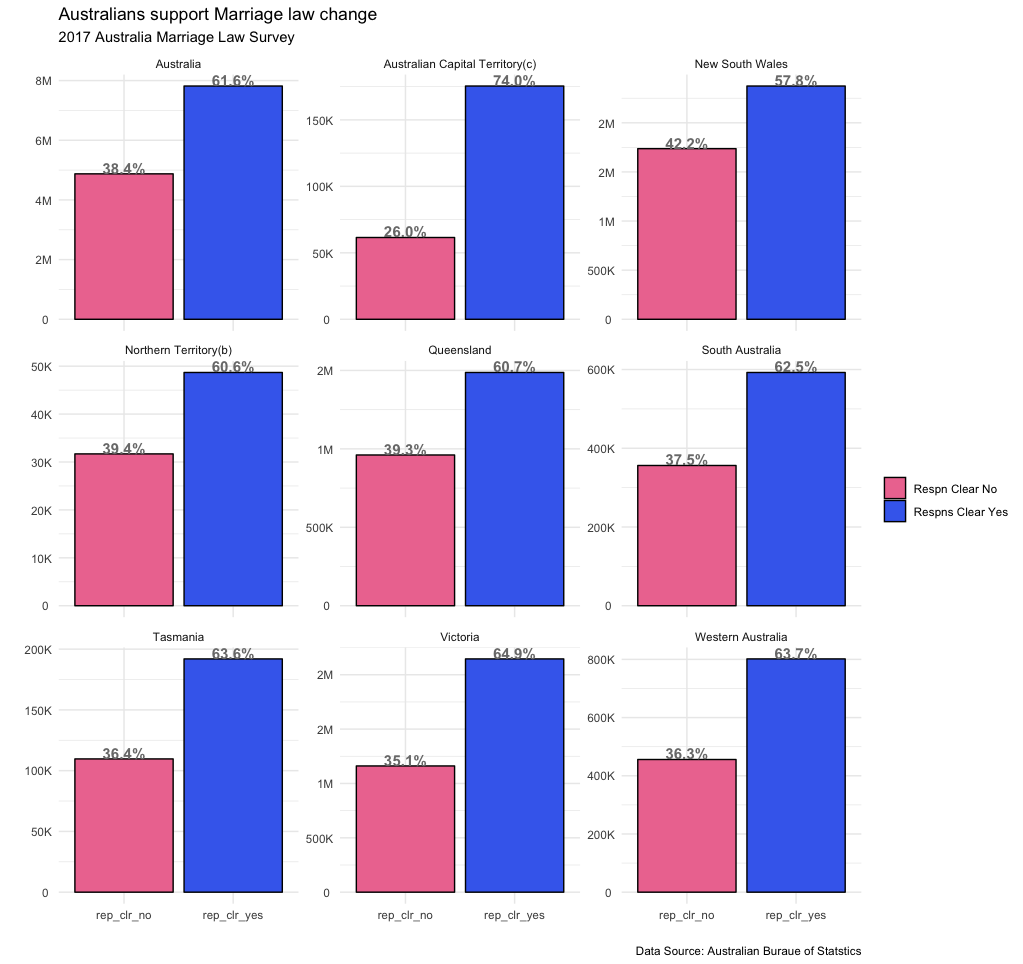 Australians support Marriage law change
2017 Australia Marriage Law Survey
Australia
Australian Capital Territory(c)
New South Wales
8M
6M
4M
2M
0
38.4%
61.6%
150K
100K
50K
0
26.0%
74.0%
2M
2M
1M
500K
0
42.2%
57.8%
Northern Territory(b)
Queensland
South Australia
50K
40K
30K
20K
10K
0
39.4%
60.6%
2M
1M
500K
0
39.3%
60.7%
600K
400K
200K
0
37.5%
62.5%
Respn Clear No
Respns Clear Yes
Tasmania
Victoria
Western Australia
200K
150K
100K
50K
0
36.4%
63.6%
2M
2M
1M
500K
0
35.1%
64.9%
800K
600K
400K
200K
0
36.3%
63.7%
rep_clr_no
rep_clr_yes
rep_clr_no
rep_clr_yes
rep_clr_no
rep_clr_yes
Data Source: Australian Buraue of Statstics